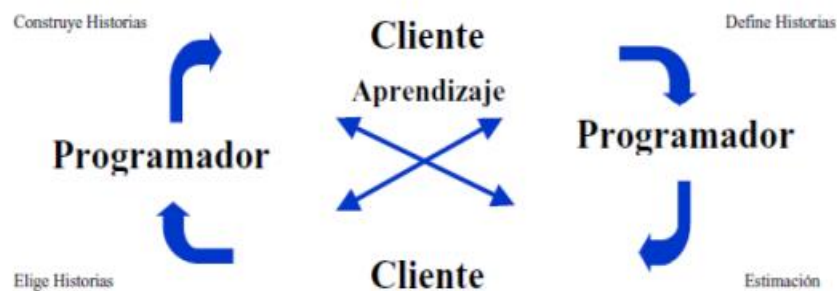 Construye Historias
Cliente
Define Historias
Aprendizaje
Programador
Programador
Elige Historias
Cliente
Estimación